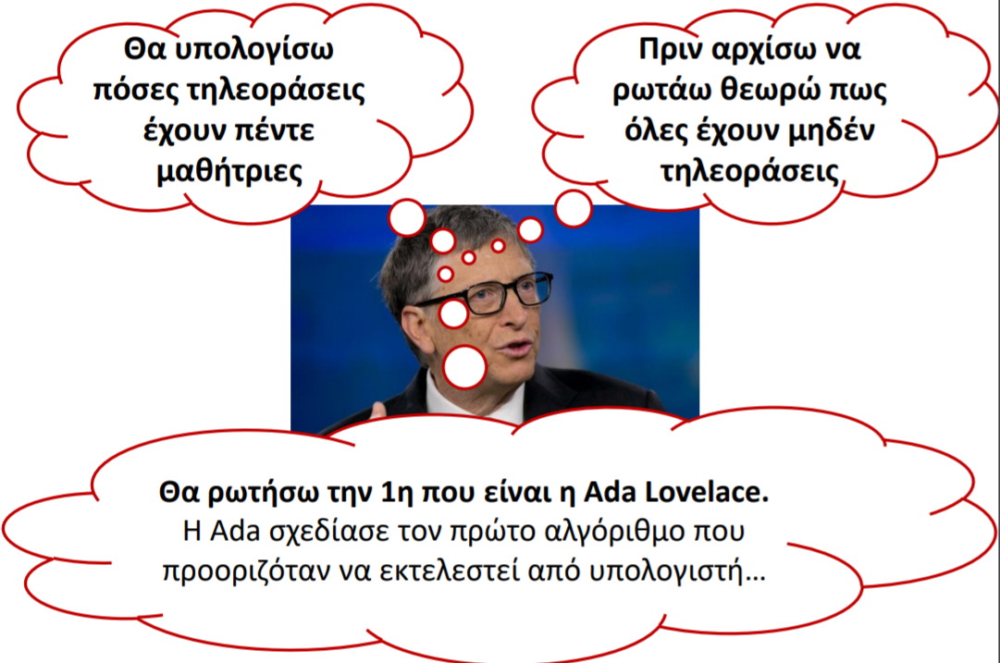 Θα υπολογίσω
πόσες τηλεοράσεις
έχουν πέντε
μαθήτριες
Πριν αρχίσω να
ρωτάω θεωρώ πως
όλες έχουν μηδέν
τηλεοράσεις
Θα ρωτήσω την 1η που είναι η Ada Lovelace.
Η Ada σχεδίασε τον πρώτο αλγόριθμο που
προοριζόταν να εκτελεστεί από υπολογιστή...